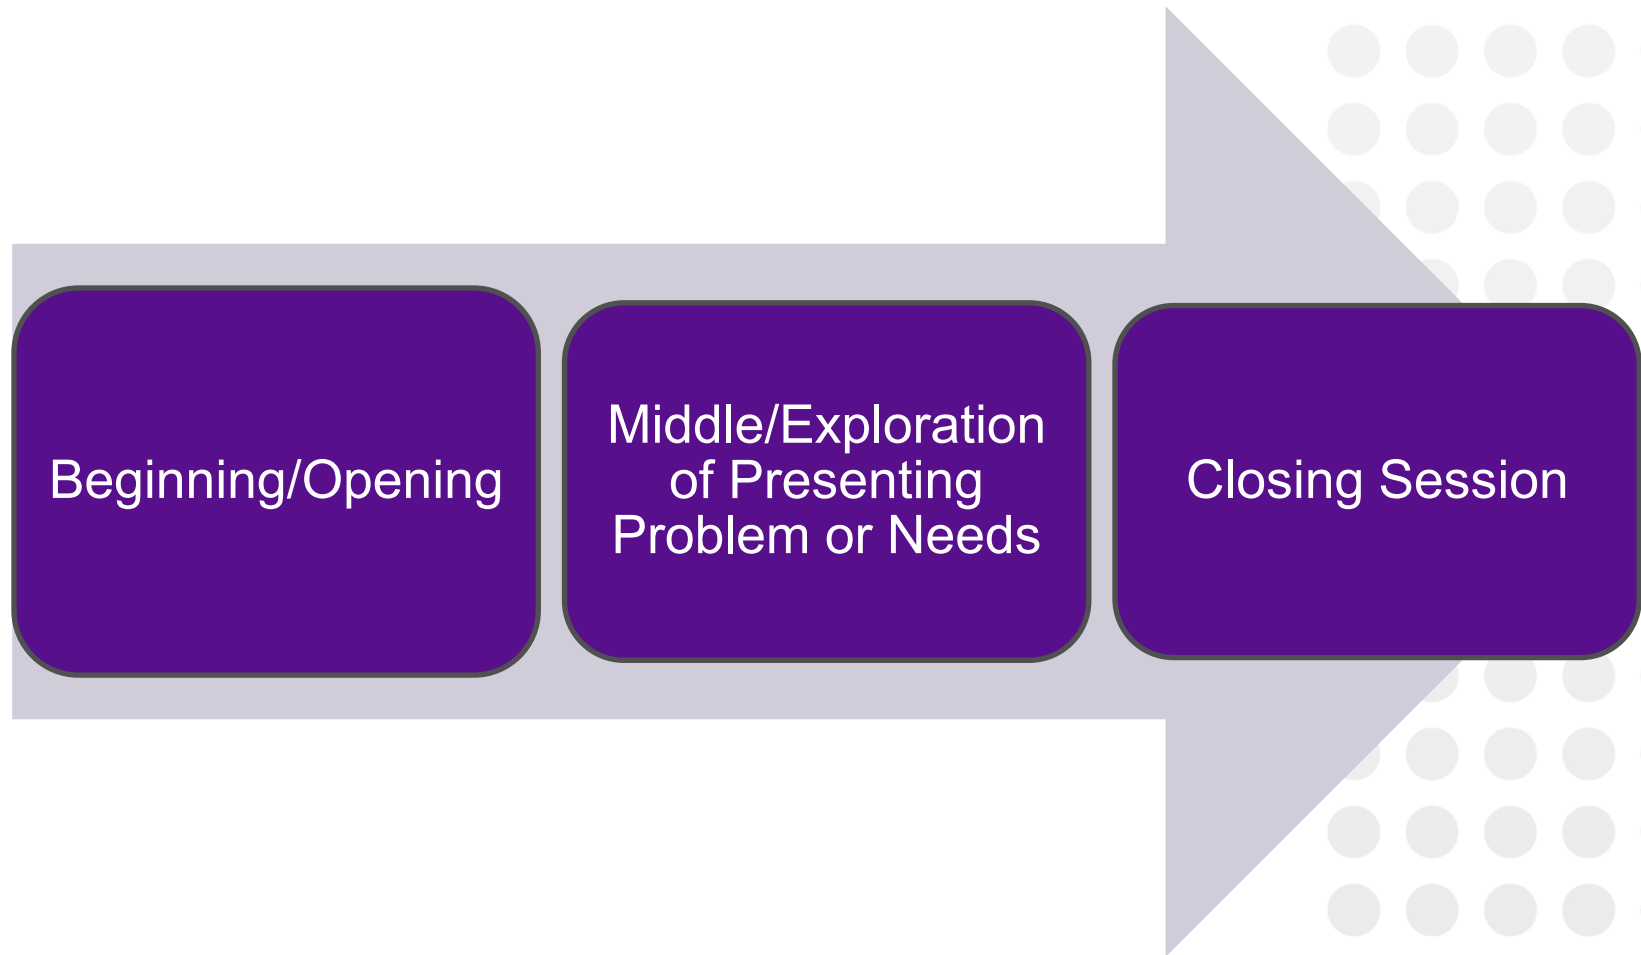 Beginning/Opening
Middle/Exploration
of Presenting
Problem or Needs
Closing Session